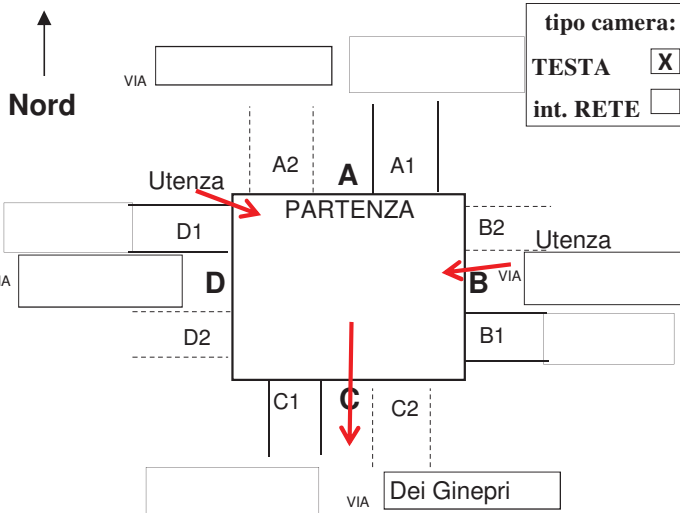 tipo camera:
TESTA X
int. RETE
Nord
VIA
A2 A A1
Utenza
PARTENZA
D1 B2
Utenza
VIA
D B
D2 B1
C1 C C2
VIA Dei Ginepri